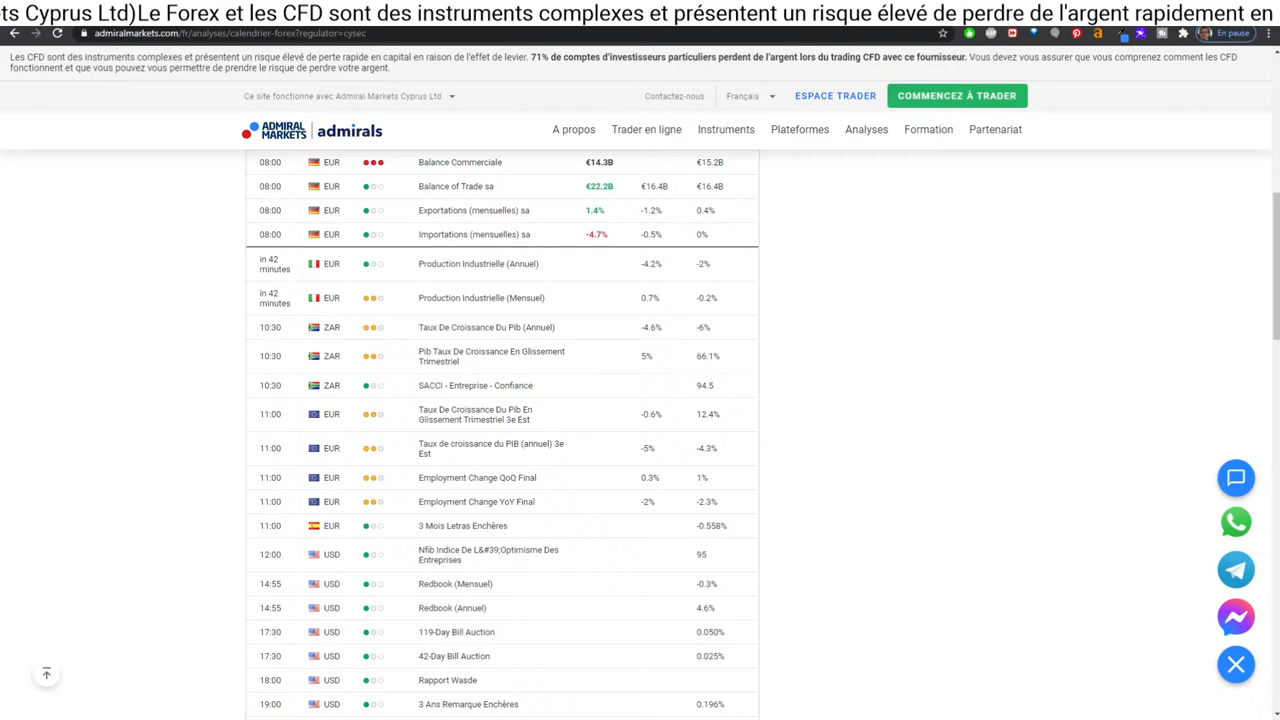 ts Cyprus Ltd)Le Forex et les CFD sont des instruments complexes et présentent un risque élevé de perdre de l'argent rapidement en
admiralmarkets.com/fr/analyses/calendrier-forex?regulator=cysec
En pause
Les CFD sont des instruments complexes et présentent un risque élevé de perte rapide en capital en raison de l'effet de levier. 71% de comptes d'investisseurs particuliers perdent de l'argent lors du trading CFD avec ce fournisseur. Vous devez vous assurer que vous comprenez comment les CFD
fonctionnent et que vous pouvez vous permettre de prendre le risque de perdre votre argent.
Ce site fonctionne avec Admiral Markets Cyprus Ltd Contactez-nous Français ESPACE TRADER COMMENCEZ À TRADER
ADMIRAL MARKETS admirals A propos Trader en ligne Instruments Plateformes Analyses Formation Partenariat
08:00 EUR Balance Commerciale €14.3B €15.2B
08:00 EUR Balance of Trade sa €22.2B €16.4B €16.4B
08:00 EUR Exportations (mensuelles) sa 1.4% -1.2% 0.4%
08:00 EUR Importations (mensuelles) sa -4.7% -0.5% 0%
in 42
minutes EUR Production Industrielle (Annuel) -4.2% -2%
in 42
minutes EUR Production Industrielle (Mensuel) 0.7% -0.2%
10:30 ZAR Taux De Croissance Du Pib (Annuel) -4.6% -6%
10:30 ZAR Pib Taux De Croissance En Glissement
Trimestriel 5% 66.1%
10:30 ZAR SACCI - Entreprise - Confiance 94.5
11:00 EUR Taux De Croissance Du Pib En
Glissement Trimestriel 3e Est -0.6% 12.4%
11:00 EUR Taux de croissance du PIB (annuel) 3e
Est -5% -4.3%
11:00 EUR Employment Change QoQ Final 0.3% 1%
11:00 EUR Employment Change YoY Final -2% -2.3%
11:00 EUR 3 Mois Letras Enchères -0.558%
12:00 USD Nfib Indice De L&#39;Optimisme Des
Entreprises 95
14:55 USD Redbook (Mensuel) -0.3%
14:55 USD Redbook (Annuel) 4.6%
17:30 USD 119-Day Bill Auction 0.050%
17:30 USD 42-Day Bill Auction 0.025%
18:00 USD Rapport Wasde
19:00 USD 3 Ans Remarque Enchères 0.196%